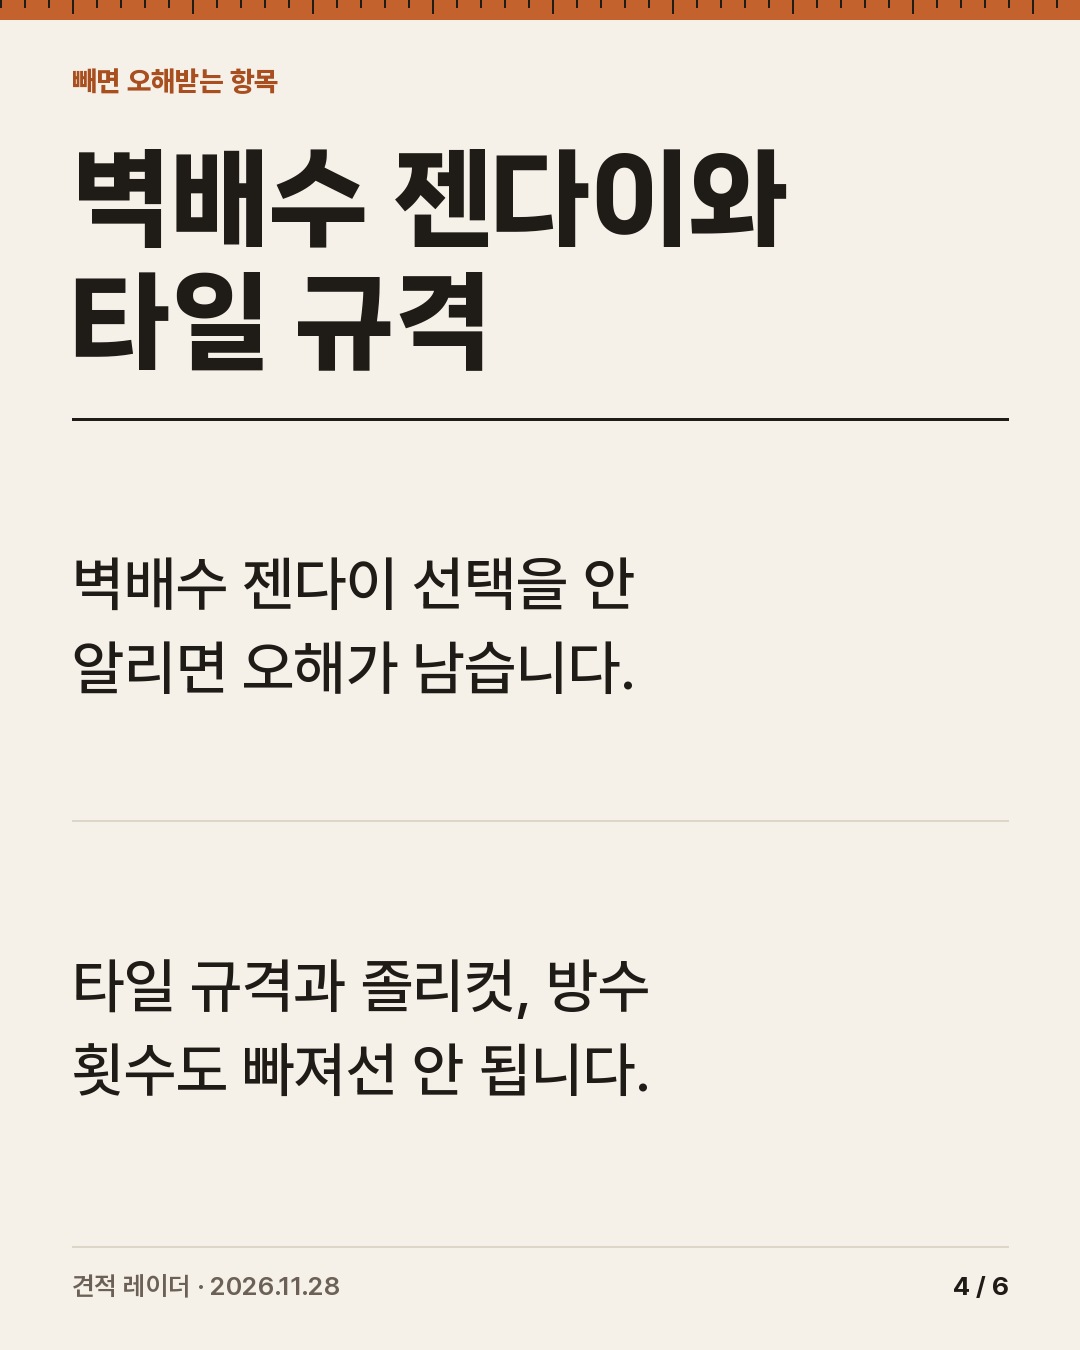 빼면 오해받는 항목
벽배수 젠다이와
타일 규격
벽배수 젠다이 선택을 안
알리면 오해가 남습니다.
타일 규격과 졸리컷, 방수
횟수도 빠져선 안 됩니다.
견적 레이더 · 2026.11.28
4 / 6